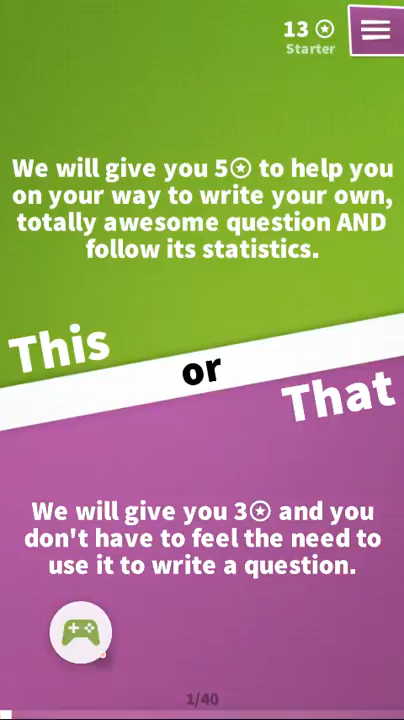 13
Starter
We will give you 5 to help you
on your way to write your own,
totally awesome question AND
follow its statistics.
This
or
That
We will give you 3 and you
don't have to feel the need to
use it to write a question.
1/40